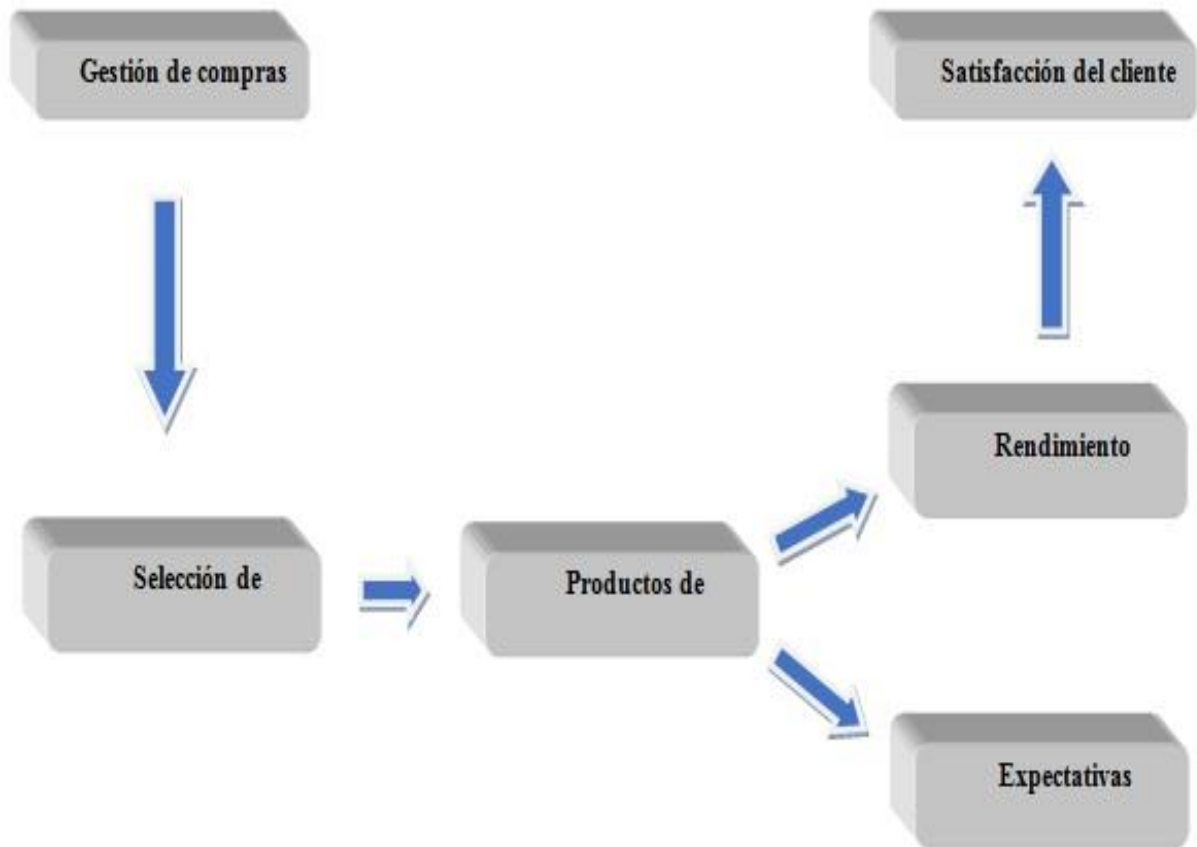 Gestión de compras
Satisfacción del cliente
Rendimiento
Selección de
Productos de
Expectativas